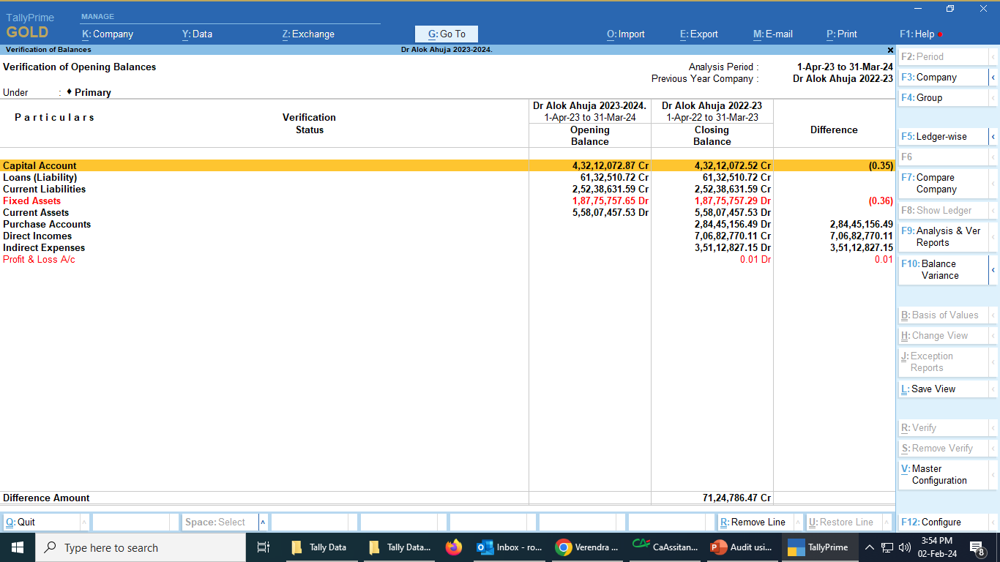 TallyPrime
GOLD
MANAGE
K: Company
Y: Data
Z: Exchange
G: Go To
O: Import
E: Export
M: E-mail
P: Print
F1: Help
Verification of Balances
Dr Alok Ahuja 2023-2024.
Verification of Opening Balances
Analysis Period : 1-Apr-23 to 31-Mar-24
Previous Year Company : Dr Alok Ahuja 2022-23
Under : ♦ Primary
Particulars
Verification
Status
Dr Alok Ahuja 2023-2024.
1-Apr-23 to 31-Mar-24
Opening
Balance
Dr Alok Ahuja 2022-23
1-Apr-22 to 31-Mar-23
Closing
Balance
Difference
Capital Account 4,32,12,072.87 Cr 4,32,12,072.52 Cr (0.35)
Loans (Liability) 61,32,510.72 Cr 61,32,510.72 Cr
Current Liabilities 2,52,38,631.59 Cr 2,52,38,631.59 Cr
Fixed Assets 1,87,75,757.65 Dr 1,87,75,757.29 Dr (0.36)
Current Assets 5,58,07,457.53 Dr 5,58,07,457.53 Dr
Purchase Accounts 2,84,45,156.49 Dr 2,84,45,156.49
Direct Incomes 7,06,82,770.11 Cr 7,06,82,770.11
Indirect Expenses 3,51,12,827.15 Dr 3,51,12,827.15
Profit & Loss A/c 0.01 Dr 0.01
Difference Amount 71,24,786.47 Cr
F2: Period
F3: Company
F4: Group
F5: Ledger-wise
F6
F7: Compare
Company
F8: Show Ledger
F9: Analysis & Ver
Reports
F10: Balance
Variance
B: Basis of Values
H: Change View
J: Exception
Reports
L: Save View
R: Verify
S: Remove Verify
V: Master
Configuration
F12: Configure
Q: Quit
Space: Select
R: Remove Line
U: Restore Line
Type here to search
Tally Data
Tally Data...
Inbox - ro...
Verendra ...
CaAssitan...
Audit usi...
TallyPrime
3:54 PM
02-Feb-24
8